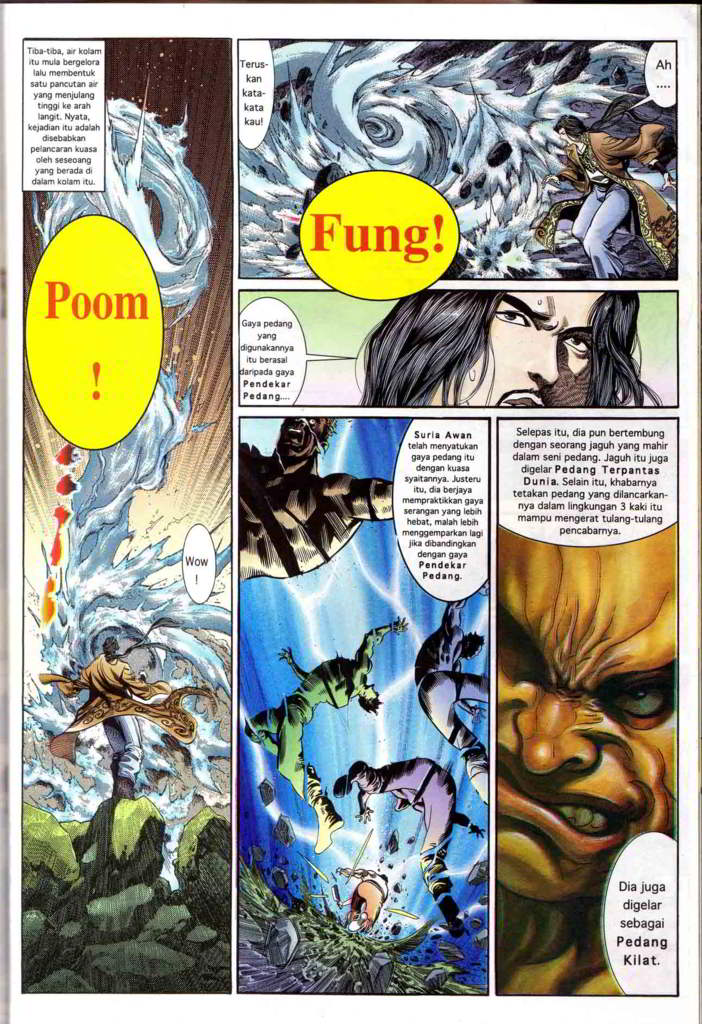 Tiba-tiba, air kolam
itu mula bergelora
lalu membentuk
satu pancutan air
yang menjulang
tinggi ke arah
langit. Nyata,
kejadian itu adalah
disebabkan
pelancaran kuasa
oleh seseoang
yang berada di
dalam kolam itu.
Poom
!
Wow
!
Terus-
kan
kata-
kata
kau!
Ah
....
Fung!
Gaya pedang
yang
digunakannya
itu berasal
daripada gaya
Pendekar
Pedang....
Suria Awan
telah menyatukan
gaya pedang itu
dengan kuasa
syaitannya. Justeru
itu, dia berjaya
mempraktikkan gaya
serangan yang lebih
hebat, malah lebih
menggemparkan lagi
jika dibandingkan
dengan gaya
Pendekar
Pedang.
Selepas itu, dia pun bertembung
dengan seorang jaguh yang mahir
dalam seni pedang. Jaguh itu juga
digelar Pedang Terpantas
Dunia. Selain itu, khabarnya
tetakan pedang yang dilancarkan-
nya dalam lingkungan 3 kaki itu
mampu mengerat tulang-tulang
pencabarnya.
Dia juga
digelar
sebagai
Pedang
Kilat.